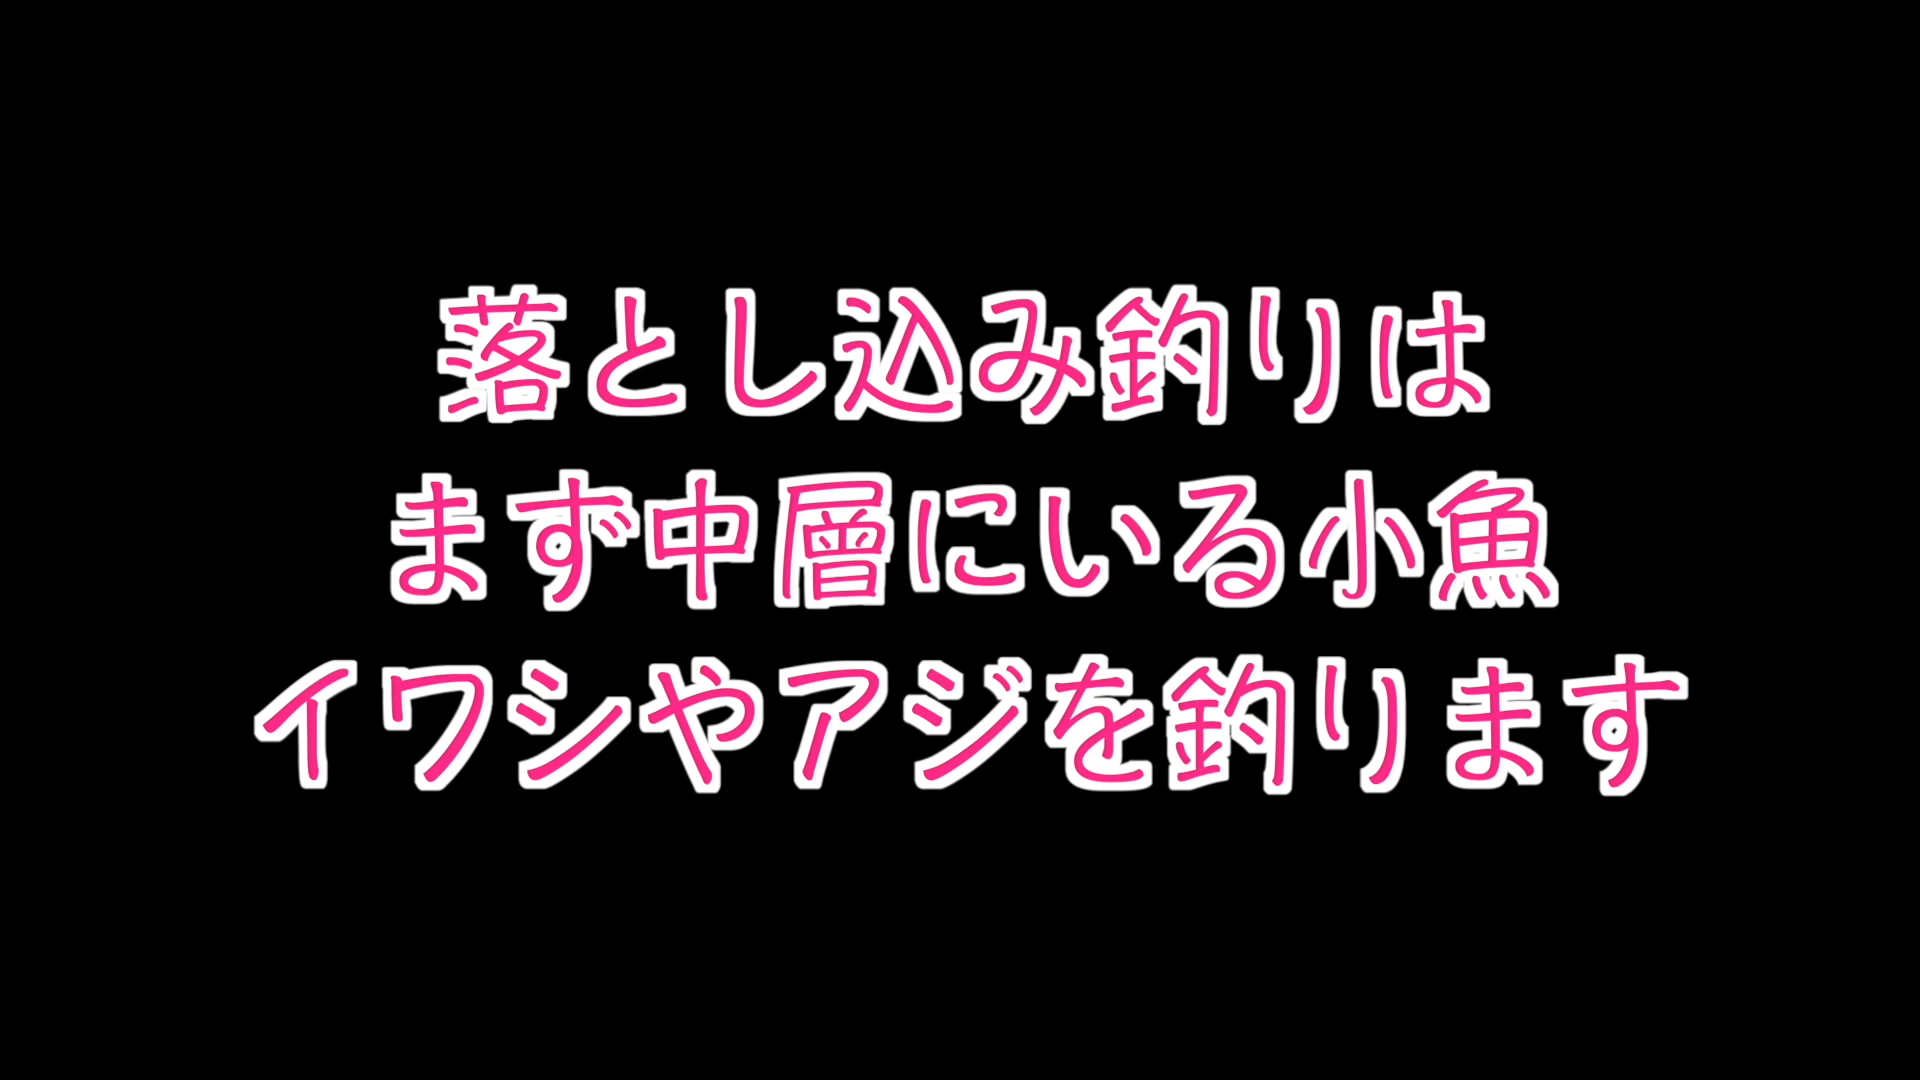 落とし込み釣りは
まず中層にいる小魚
イワシやアジを釣ります